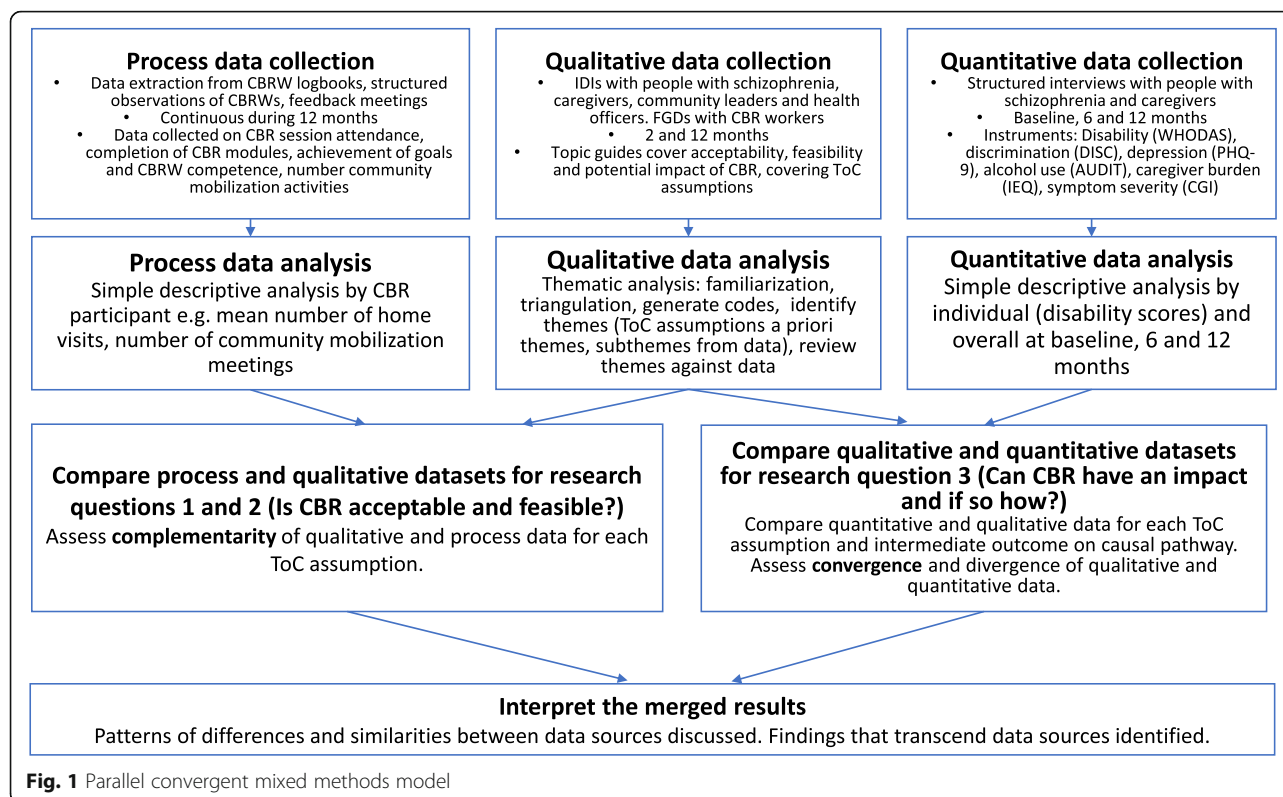 Process data collection
• Data extraction from CBRW logbooks, structured
observations of CBRWs, feedback meetings
• Continuous during 12 months
• Data collected on CBR session attendance,
completion of CBR modules, achievement of goals
and CBRW competence, number community
mobilization activities
Qualitative data collection
• IDIs with people with schizophrenia,
caregivers, community leaders and health
officers. FGDs with CBR workers
• 2 and 12 months
• Topic guides cover acceptability, feasibility
and potential impact of CBR, covering ToC
assumptions
Quantitative data collection
• Structured interviews with people with
schizophrenia and caregivers
• Baseline, 6 and 12 months
• Instruments: Disability (WHODAS),
discrimination (DISC), depression (PHQ-
9), alcohol use (AUDIT), caregiver burden
(IEQ), symptom severity (CGI)
Process data analysis
Simple descriptive analysis by CBR
participant e.g. mean number of home
visits, number of community mobilization
meetings
Qualitative data analysis
Thematic analysis: familiarization,
triangulation, generate codes, identify
themes (ToC assumptions a priori
themes, subthemes from data), review
themes against data
Quantitative data analysis
Simple descriptive analysis by
individual (disability scores) and
overall at baseline, 6 and 12
months
Compare process and qualitative datasets for research
questions 1 and 2 (Is CBR acceptable and feasible?)
Assess complementarity of qualitative and process data for each
ToC assumption.
Compare qualitative and quantitative datasets
for research question 3 (Can CBR have an impact
and if so how?)
Compare quantitative and qualitative data for each ToC
assumption and intermediate outcome on causal pathway.
Assess convergence and divergence of qualitative and
quantitative data.
Interpret the merged results
Patterns of differences and similarities between data sources discussed. Findings that transcend data sources identified.
Fig. 1 Parallel convergent mixed methods model